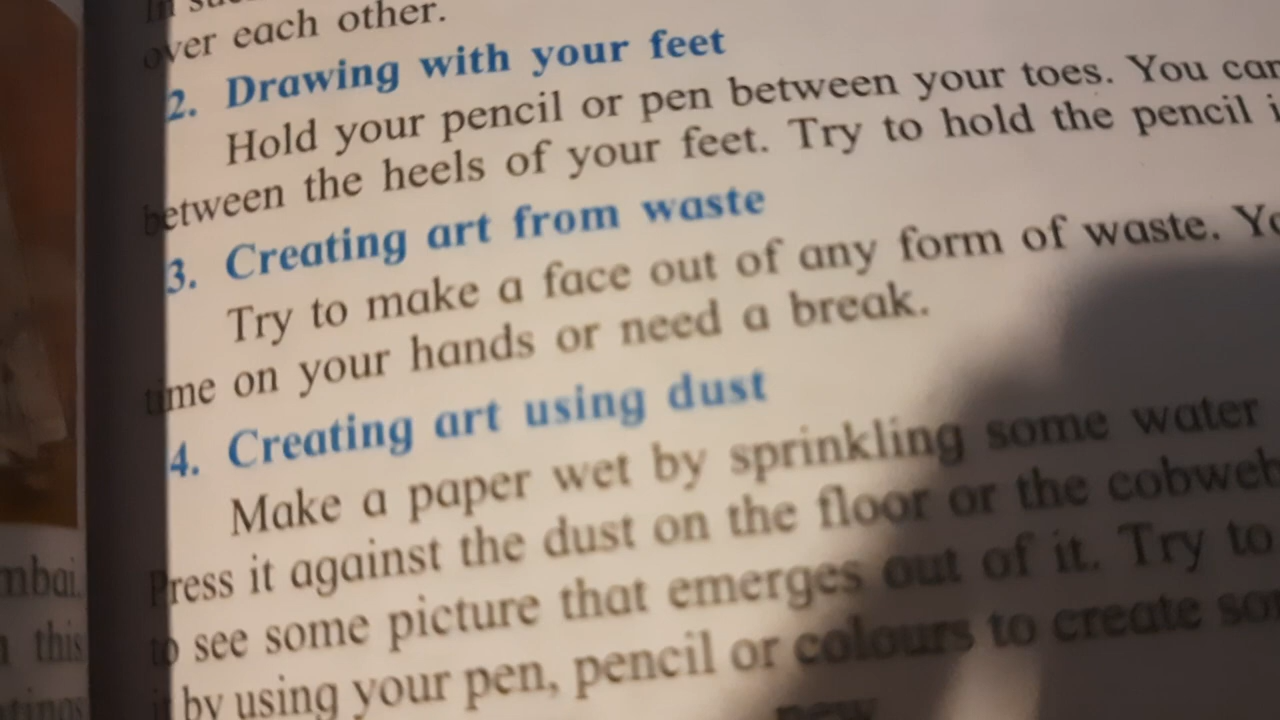 over each other.
2. Drawing with your feet
Hold your pencil or pen between your toes. You can
between the heels of your feet. Try to hold the pencil
3. Creating art from waste
Try to make a face out of any form of waste.
time on your hands or need a break.
4. Creating art using dust
Make a paper wet by sprinkling some water
Press it against the dust on the floor or the cobweb
to see some picture that emerges out of it. Try to
it by using your pen, pencil or colours to create
new
mbai.
this